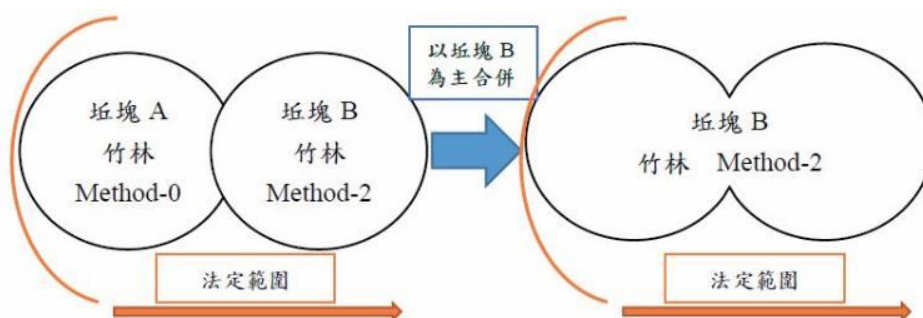 坵塊 A
竹林
Method-0
坵塊 B
竹林
Method-2
法定範圍
以坵塊 B
為主合併
坵塊 B
竹林 Method-2
法定範圍